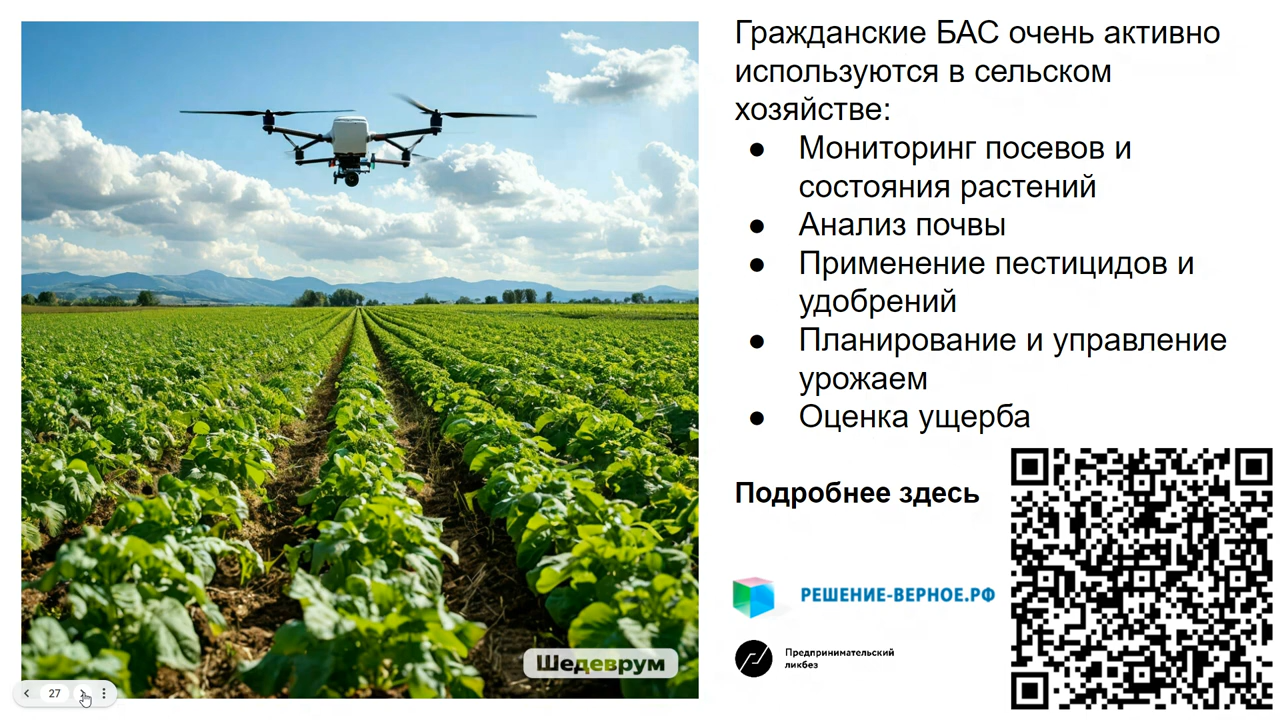 Гражданские БАС очень активно
используются в сельском
хозяйстве:
● Мониторинг посевов и
состояния растений
● Анализ почвы
● Применение пестицидов и
удобрений
● Планирование и управление
урожаем
● Оценка ущерба
Подробнее здесь
РЕШЕНИЕ-ВЕРНОЕ.РФ
Предпринимательский
ликбез
Шедеврум
27